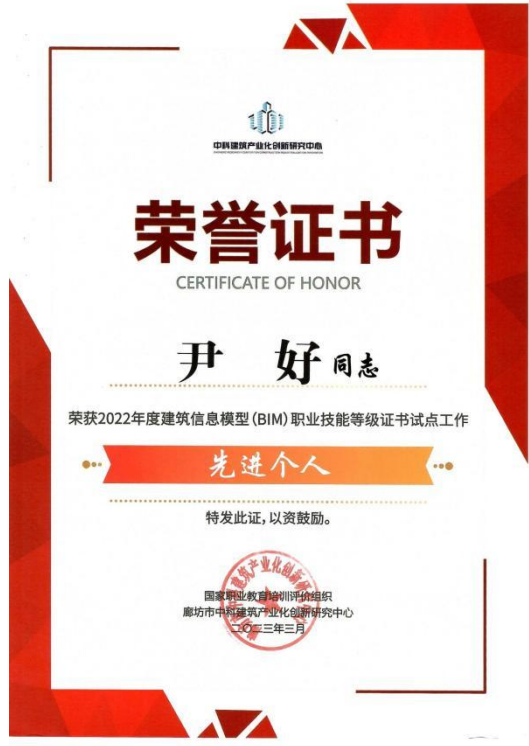 中科建筑产业化创新研究中心
荣誉证书
CERTIFICATE OF HONOR
尹 好 同志
荣获2022年度建筑信息模型(BIM)职业技能等级证书试点工作
先进个人
特发此证,以资鼓励。
国家职业教育培训评价组织
廊坊市中科建筑产业化创新研究中心
二〇二三年三月